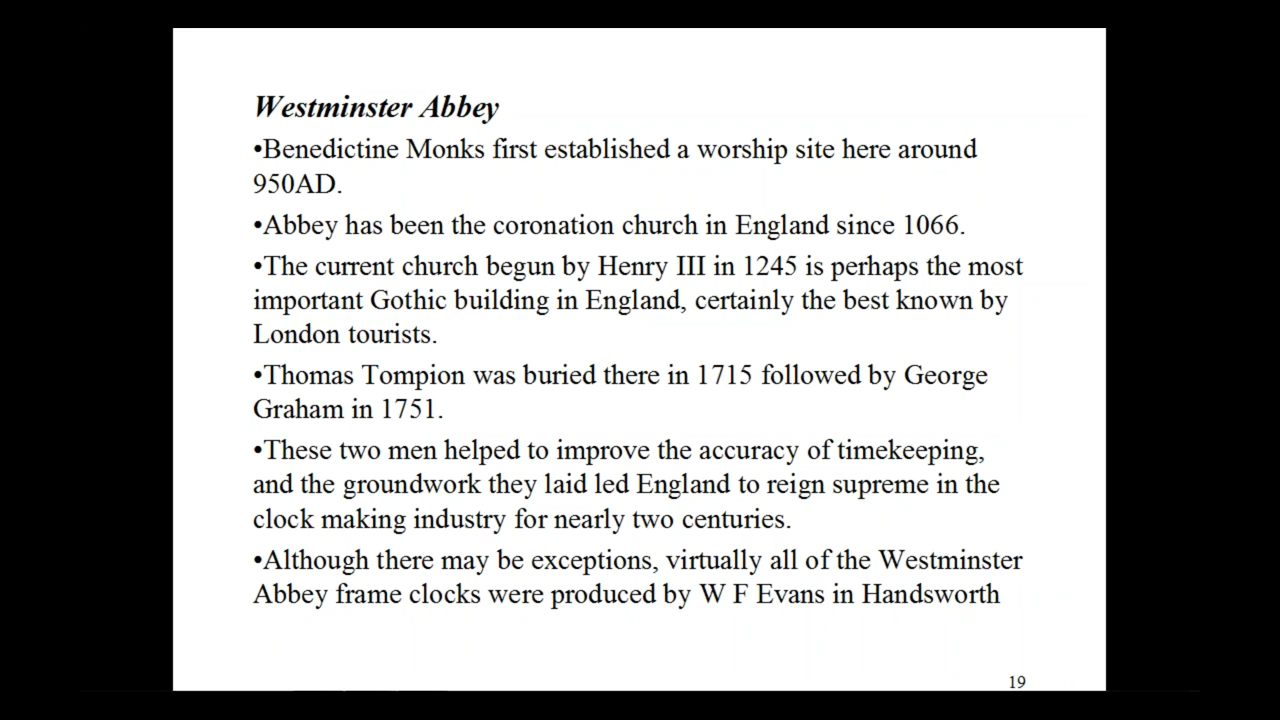 Westminster Abbey
•Benedictine Monks first established a worship site here around
950AD.
•Abbey has been the coronation church in England since 1066.
•The current church begun by Henry III in 1245 is perhaps the most
important Gothic building in England, certainly the best known by
London tourists.
•Thomas Tompion was buried there in 1715 followed by George
Graham in 1751.
•These two men helped to improve the accuracy of timekeeping,
and the groundwork they laid led England to reign supreme in the
clock making industry for nearly two centuries.
•Although there may be exceptions, virtually all of the Westminster
Abbey frame clocks were produced by W F Evans in Handsworth
19